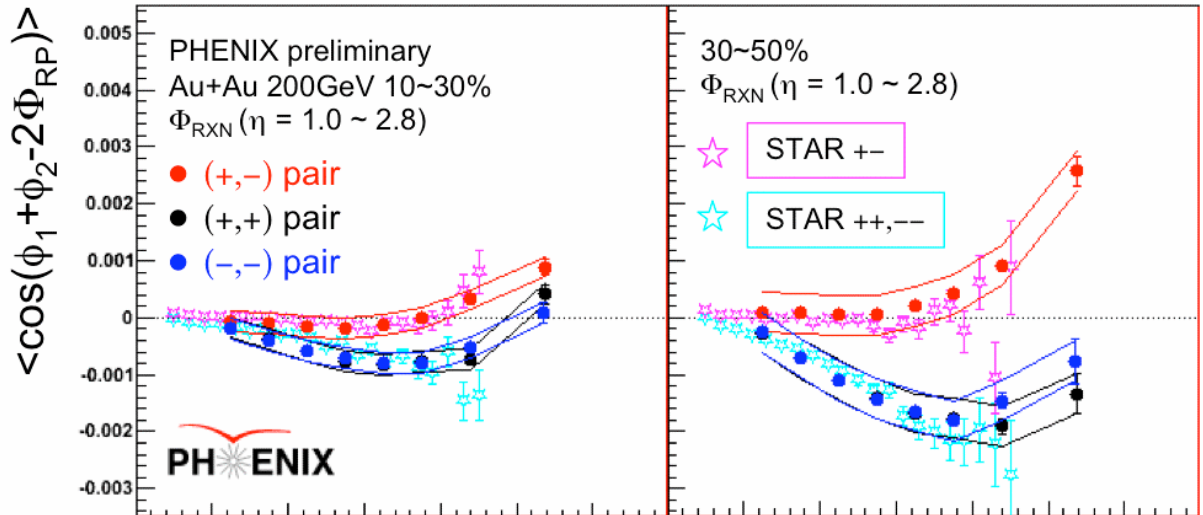 <cos(ϕ1+ϕ2-2ΦRP)>
0.005
0.004
0.003
0.002
0.001
0
-0.001
-0.002
-0.003
PHENIX preliminary
Au+Au 200GeV 10~30%
ΦRXN (η = 1.0 ~ 2.8)
(+,−) pair
(+,+) pair
(-,−) pair
PHENIX
30~50%
ΦRXN (η = 1.0 ~ 2.8)
STAR +-
STAR ++,--